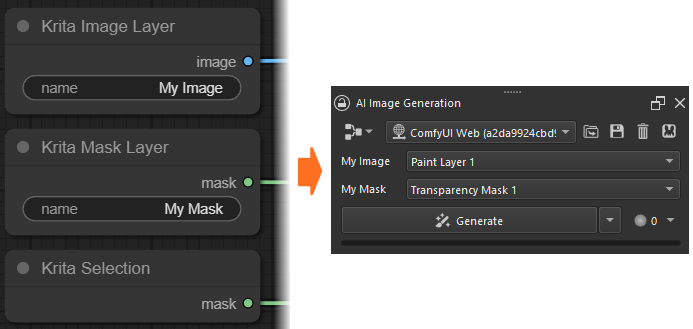 Krita Image Layer
image
name My Image
Krita Mask Layer
mask
name My Mask
Krita Selection
mask
AI Image Generation
ComfyUI Web (a2da9924cbd
My Image Paint Layer 1
My Mask Transparency Mask 1
Generate 0